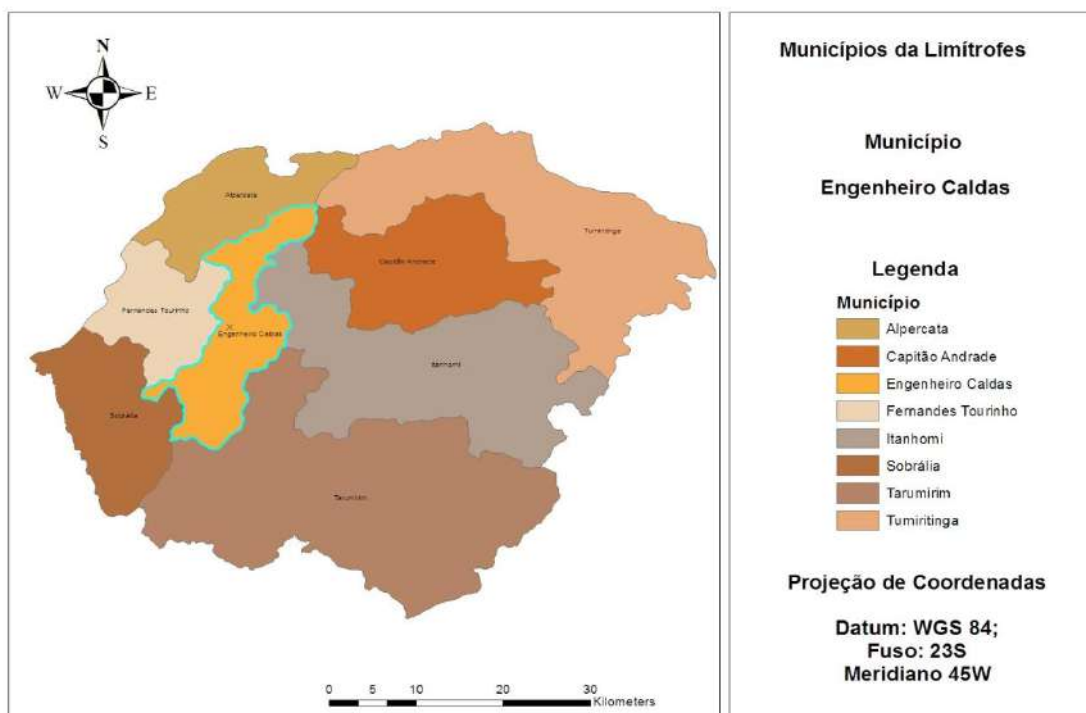 N
W
E
S
Alpercata
Tumiritinga
Capitão Andrade
Fernandes Tourinho
Engenheiro Caldas
Itanhomi
Sobrália
Tarumirim
0 3 6 10 20 30
Kilometers
Municípios da Limítrofes
Município
Engenheiro Caldas
Legenda
Município
Alpercata
Capitão Andrade
Engenheiro Caldas
Fernandes Tourinho
Itanhomi
Sobrália
Tarumirim
Tumiritinga
Projeção de Coordenadas
Datum: WGS 84;
Fuso: 23S
Meridiano 45W